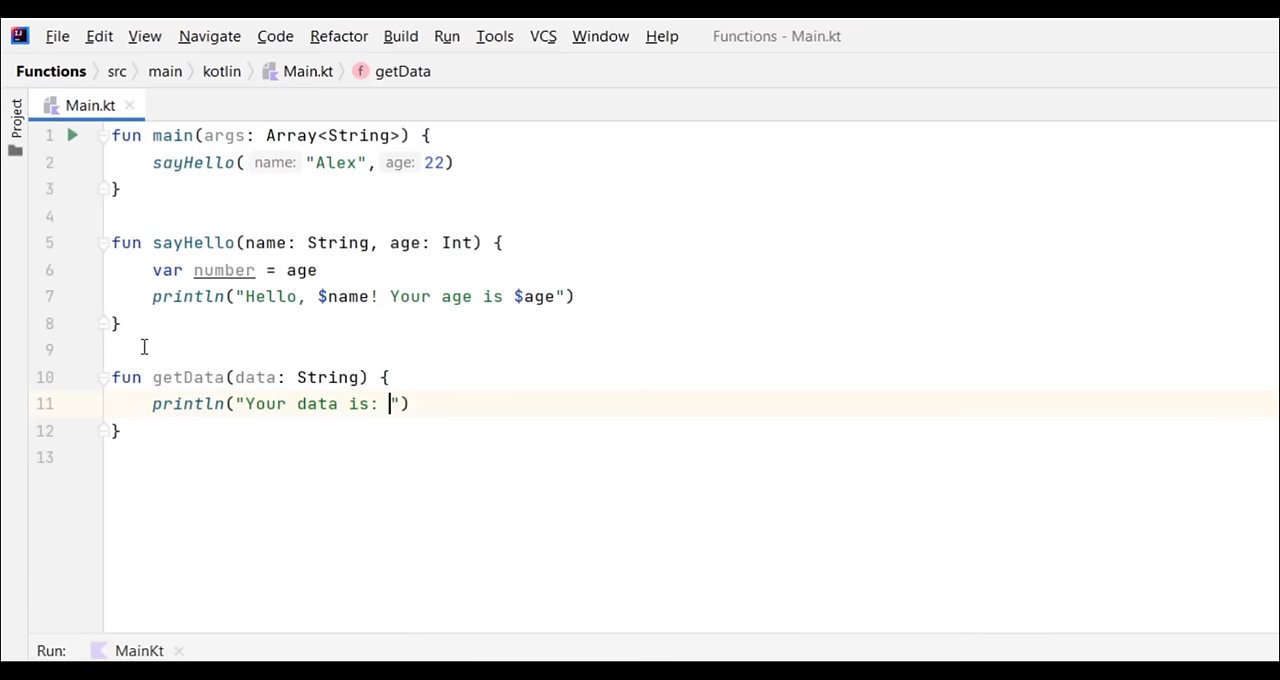 File Edit View Navigate Code Refactor Build Run Tools VCS Window Help Functions - Main.kt
Functions src main kotlin Main.kt getData
Project
Main.kt
1 fun main(args: Array<String>) {
2 sayHello( name: "Alex", age: 22)
3 }
4
5 fun sayHello(name: String, age: Int) {
6 var number = age
7 println("Hello, $name! Your age is $age")
8 }
9
10 fun getData(data: String) {
11 println("Your data is: ")
12 }
13
Run: MainKt